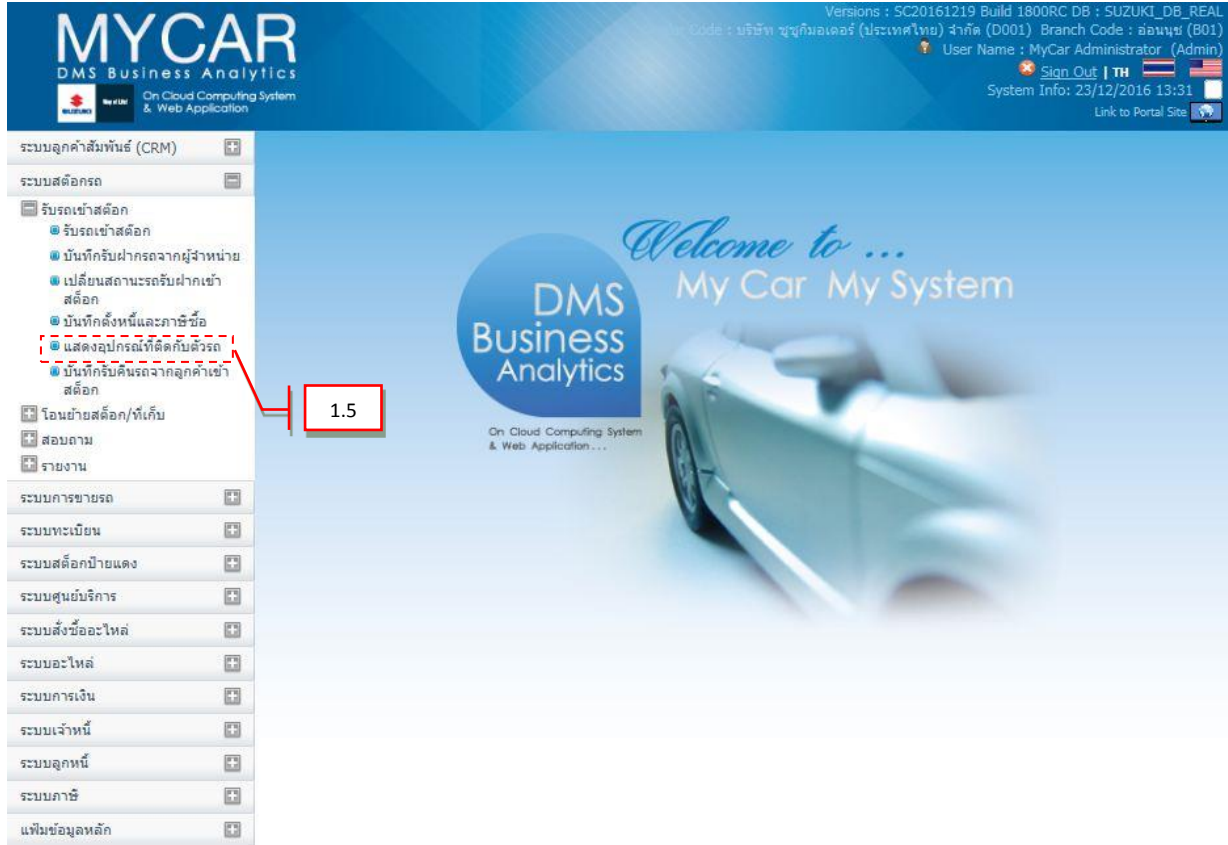 MYCAR
DMS Business Analytics
On Cloud Computing System
& Web Application
SUZUKI
Way of Life!
Versions : SC20161219 Build 1800RC DB : SUZUKI_DB_REAL
Code : บริษัท ซูซูกิมอเตอร์ (ประเทศไทย) จำกัด (D001) Branch Code : อ่อนนุช (B01)
User Name : MyCar Administrator (Admin)
Sign Out | TH
System Info: 23/12/2016 13:31
Link to Portal Site
ระบบลูกค้าสัมพันธ์ (CRM)
ระบบสต๊อกรถ
รับรถเข้าสต๊อก
รับรถเข้าสต๊อก
บันทึกรับฝากรถจากผู้จำหน่าย
เปลี่ยนสถานะรถรับฝากเข้า
สต๊อก
บันทึกตั้งหนี้และภาษีซื้อ
แสดงอุปกรณ์ที่ติดกับตัวรถ
บันทึกรับคืนรถจากลูกค้าเข้า
สต๊อก
โอนย้ายสต็อก/ที่เก็บ
สอบถาม
รายงาน
ระบบการขายรถ
ระบบทะเบียน
ระบบสต็อกป้ายแดง
ระบบศูนย์บริการ
ระบบสั่งซื้ออะไหล่
ระบบอะไหล่
ระบบการเงิน
ระบบเจ้าหนี้
ระบบลูกหนี้
ระบบภาษี
แฟ้มข้อมูลหลัก
1.5
Welcome to ...
My Car My System
DMS
Business
Analytics
On Cloud Computing System
& Web Application...